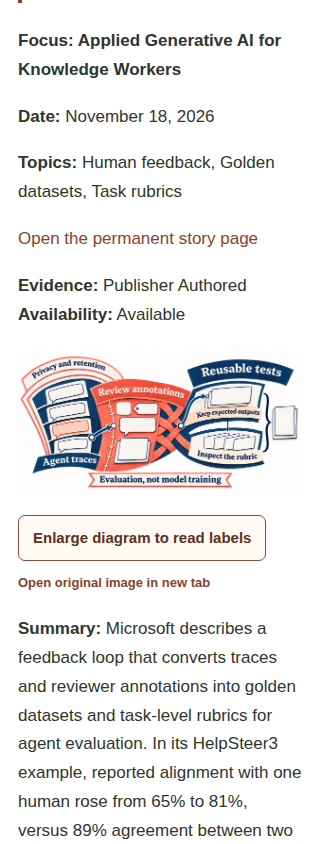 Focus: Applied Generative AI for
Knowledge Workers
Date: November 18, 2026
Topics: Human feedback, Golden
datasets, Task rubrics
Open the permanent story page
Evidence: Publisher Authored
Availability: Available
Privacy and retention
Review annotations
Reusable tests
Keep expected outputs
Agent traces
Inspect the rubric
Evaluation, not model training
Enlarge diagram to read labels
Open original image in new tab
Summary: Microsoft describes a
feedback loop that converts traces
and reviewer annotations into golden
datasets and task-level rubrics for
agent evaluation. In its HelpSteer3
example, reported alignment with one
human rose from 65% to 81%,
versus 89% agreement between two